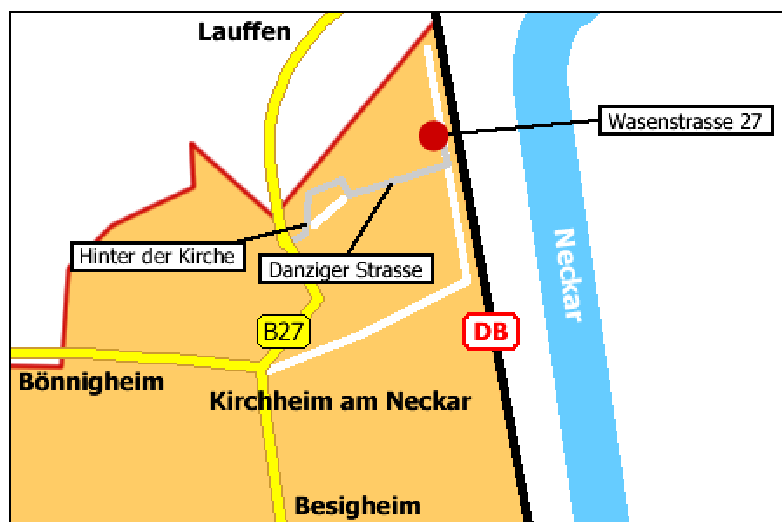 Lauffen
Wasenstrasse 27
Hinter der Kirche
Danziger Strasse
Neckar
B27
DB
Bönnigheim
Kirchheim am Neckar
Besigheim